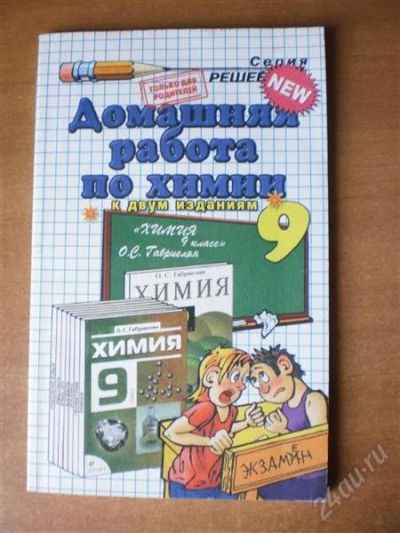 Серия
РЕШЕБ
NEW
ТОЛЬКО ДЛЯ
РОДИТЕЛЕЙ
Домашняя
работа
по химии
к двум изданиям
9
«ХИМИЯ
9 класс»
О.С. Габриелян
О. С. Габриелян
ХИМИЯ
О.С. Габриелян
ХИМИЯ
9
ЭКЗАМЕН
24au.ru